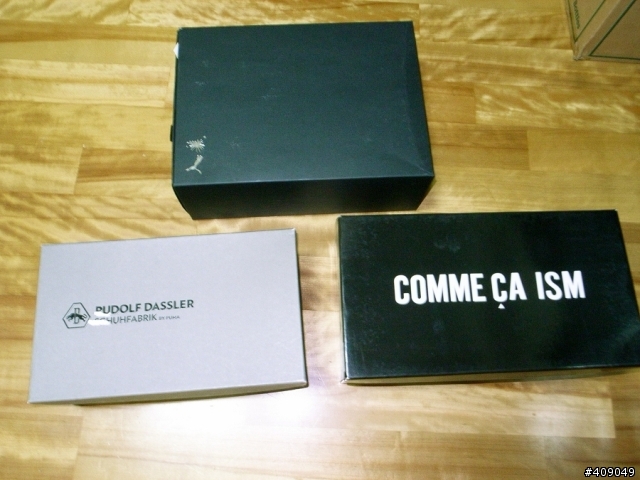 RUDOLF DASSLER
SCHUHFABRIK BY PUMA
COMME ÇA ISM
#409049